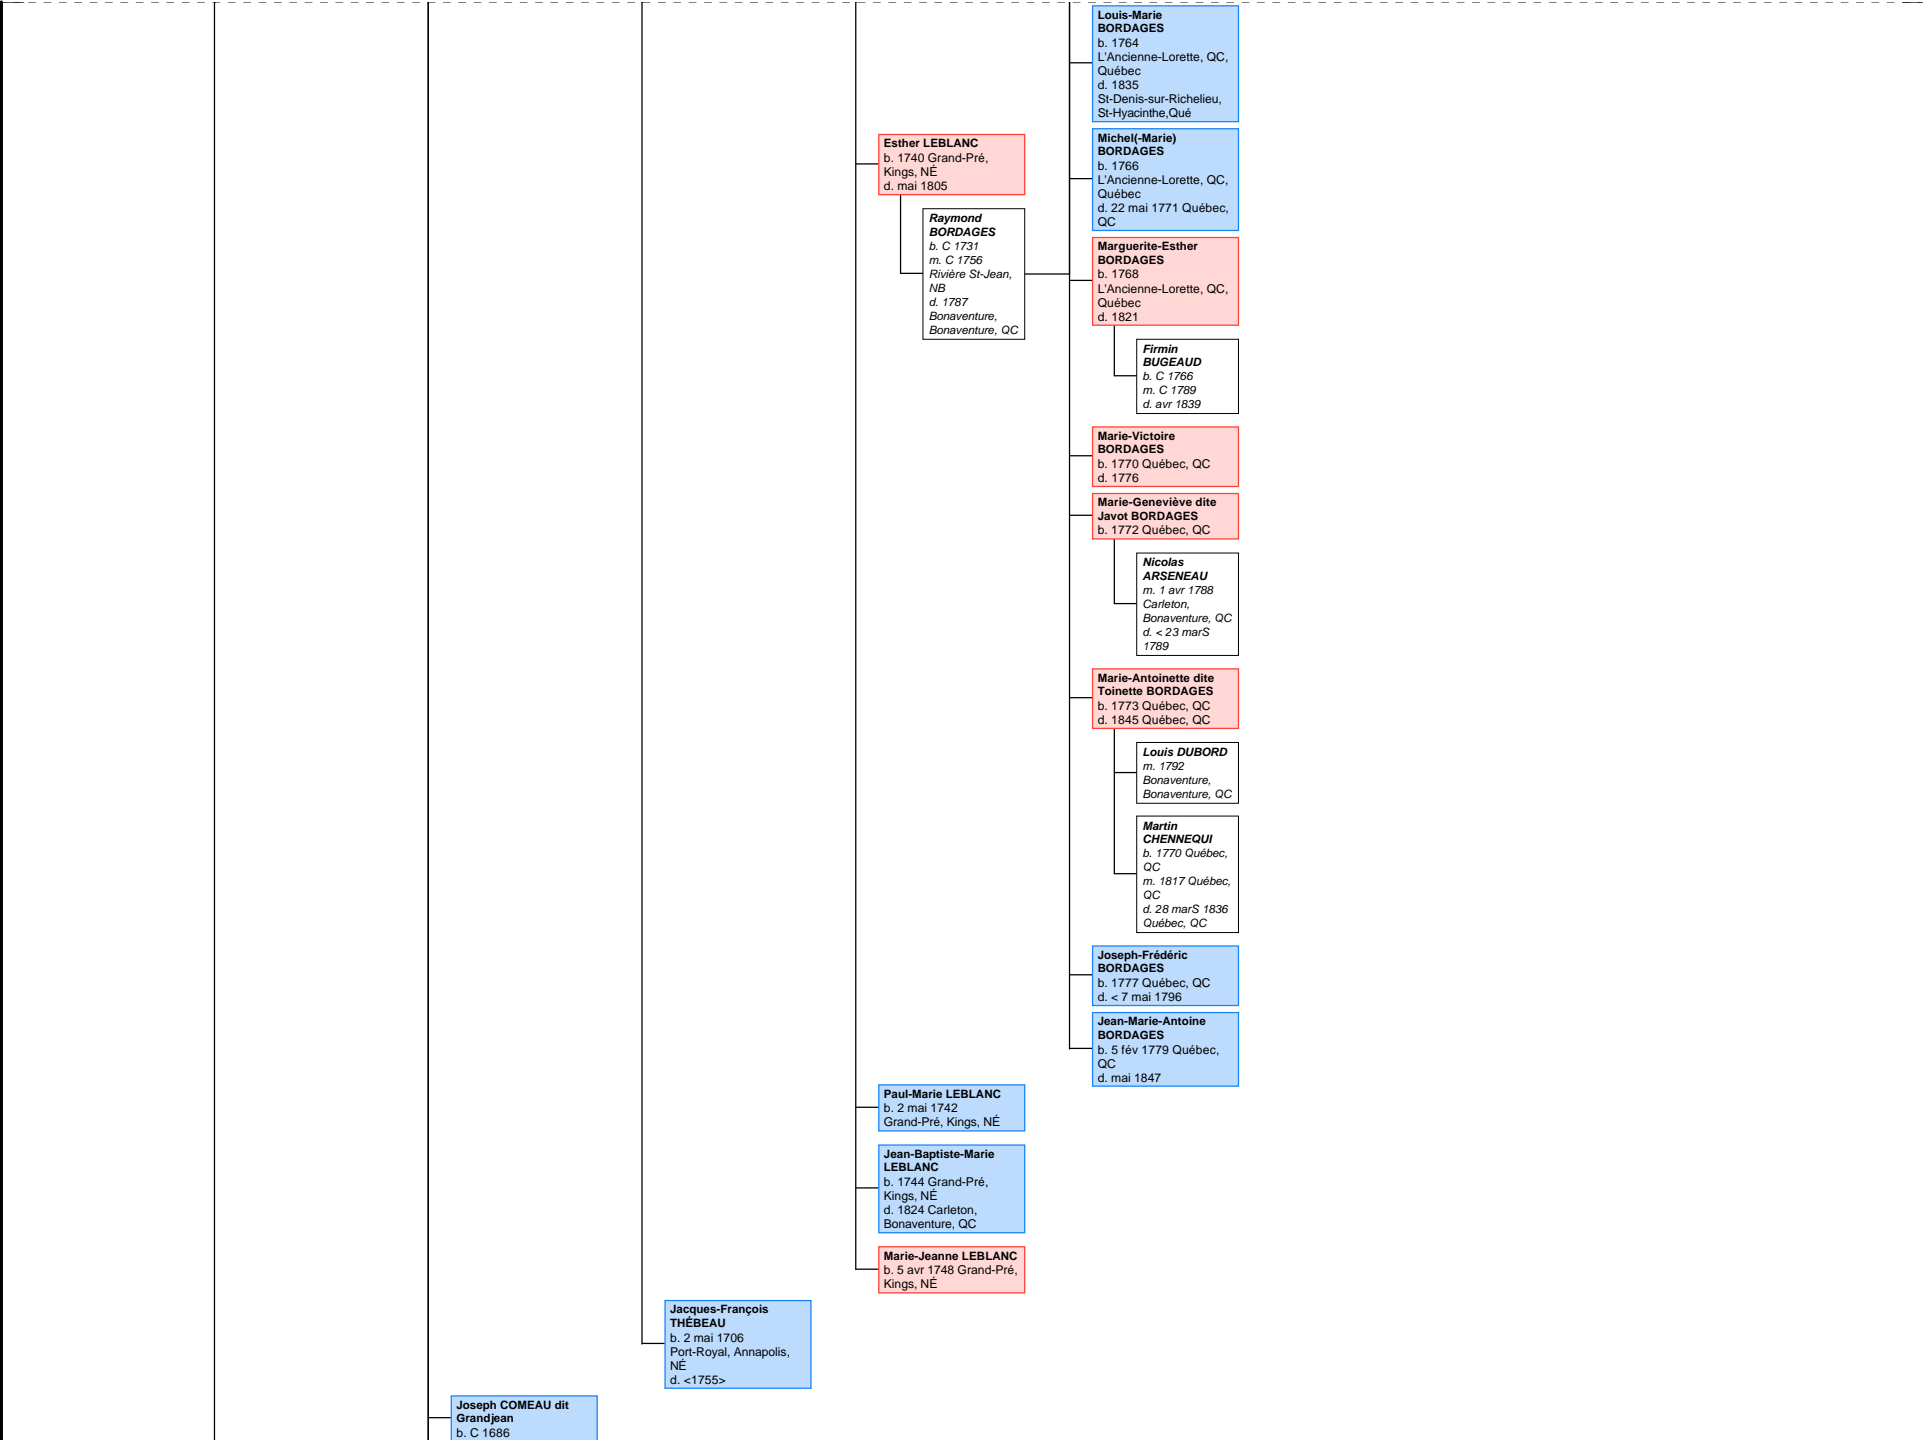 Louis-Marie
BORDAGES
b. 1764
L'Ancienne-Lorette, QC,
Québec
d. 1835
St-Denis-sur-Richelieu,
St-Hyacinthe,Qué
Esther LEBLANC
b. 1740 Grand-Pré,
Kings, NÉ
d. mai 1805
Michel(-Marie)
BORDAGES
b. 1766
L'Ancienne-Lorette, QC,
Québec
d. 22 mai 1771 Québec,
QC
Raymond
BORDAGES
b. C 1731
m. C 1756
Rivière St-Jean,
NB
d. 1787
Bonaventure,
Bonaventure, QC
Marguerite-Esther
BORDAGES
b. 1768
L'Ancienne-Lorette, QC,
Québec
d. 1821
Firmin
BUGEAUD
b. C 1766
m. C 1789
d. avr 1839
Marie-Victoire
BORDAGES
b. 1770 Québec, QC
d. 1776
Marie-Geneviève dite
Javot BORDAGES
b. 1772 Québec, QC
Nicolas
ARSENEAU
m. 1 avr 1788
Carleton,
Bonaventure, QC
d. < 23 marS
1789
Marie-Antoinette dite
Toinette BORDAGES
b. 1773 Québec, QC
d. 1845 Québec, QC
Louis DUBORD
m. 1792
Bonaventure,
Bonaventure, QC
Martin
CHENNEQUI
b. 1770 Québec,
QC
m. 1817 Québec,
QC
d. 28 marS 1836
Québec, QC
Joseph-Frédéric
BORDAGES
b. 1777 Québec, QC
d. < 7 mai 1796
Jean-Marie-Antoine
BORDAGES
b. 5 fév 1779 Québec,
QC
d. mai 1847
Paul-Marie LEBLANC
b. 2 mai 1742
Grand-Pré, Kings, NÉ
Jean-Baptiste-Marie
LEBLANC
b. 1744 Grand-Pré,
Kings, NÉ
d. 1824 Carleton,
Bonaventure, QC
Marie-Jeanne LEBLANC
b. 5 avr 1748 Grand-Pré,
Kings, NÉ
Jacques-François
THÉBEAU
b. 2 mai 1706
Port-Royal, Annapolis,
NÉ
d. <1755>
Joseph COMEAU dit
Grandjean
b. C 1686